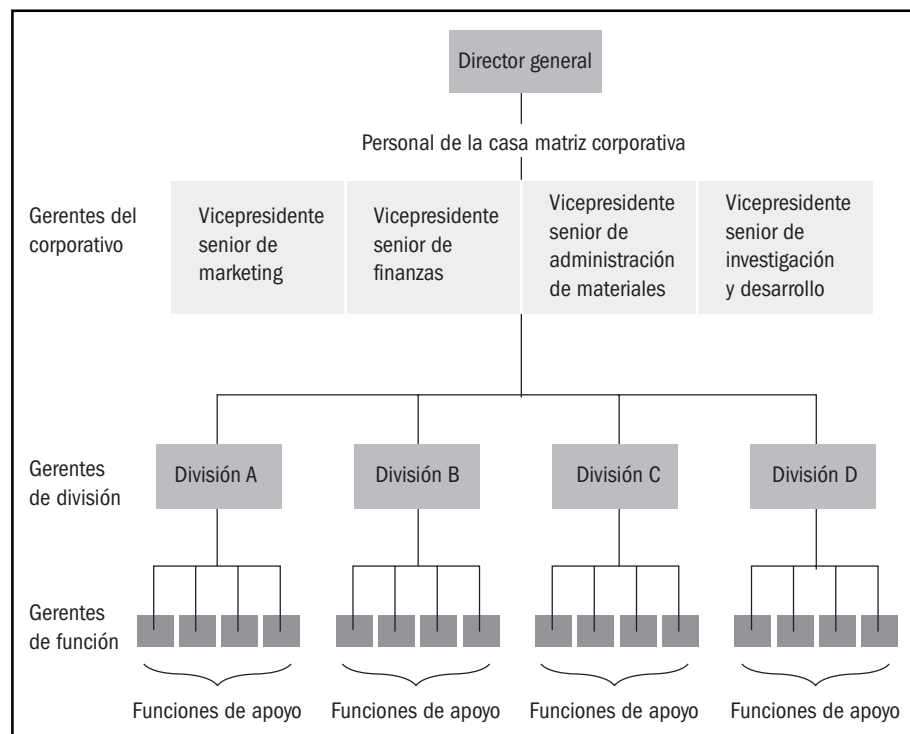 Director general
Personal de la casa matriz corporativa
Gerentes del
corporativo
Vicepresidente
senior de
marketing
Vicepresidente
senior de
finanzas
Vicepresidente
senior de
administración
de materiales
Vicepresidente
senior de
investigación
y desarrollo
Gerentes
de división
División A
División B
División C
División D
Gerentes
de función
Funciones de apoyo
Funciones de apoyo
Funciones de apoyo
Funciones de apoyo